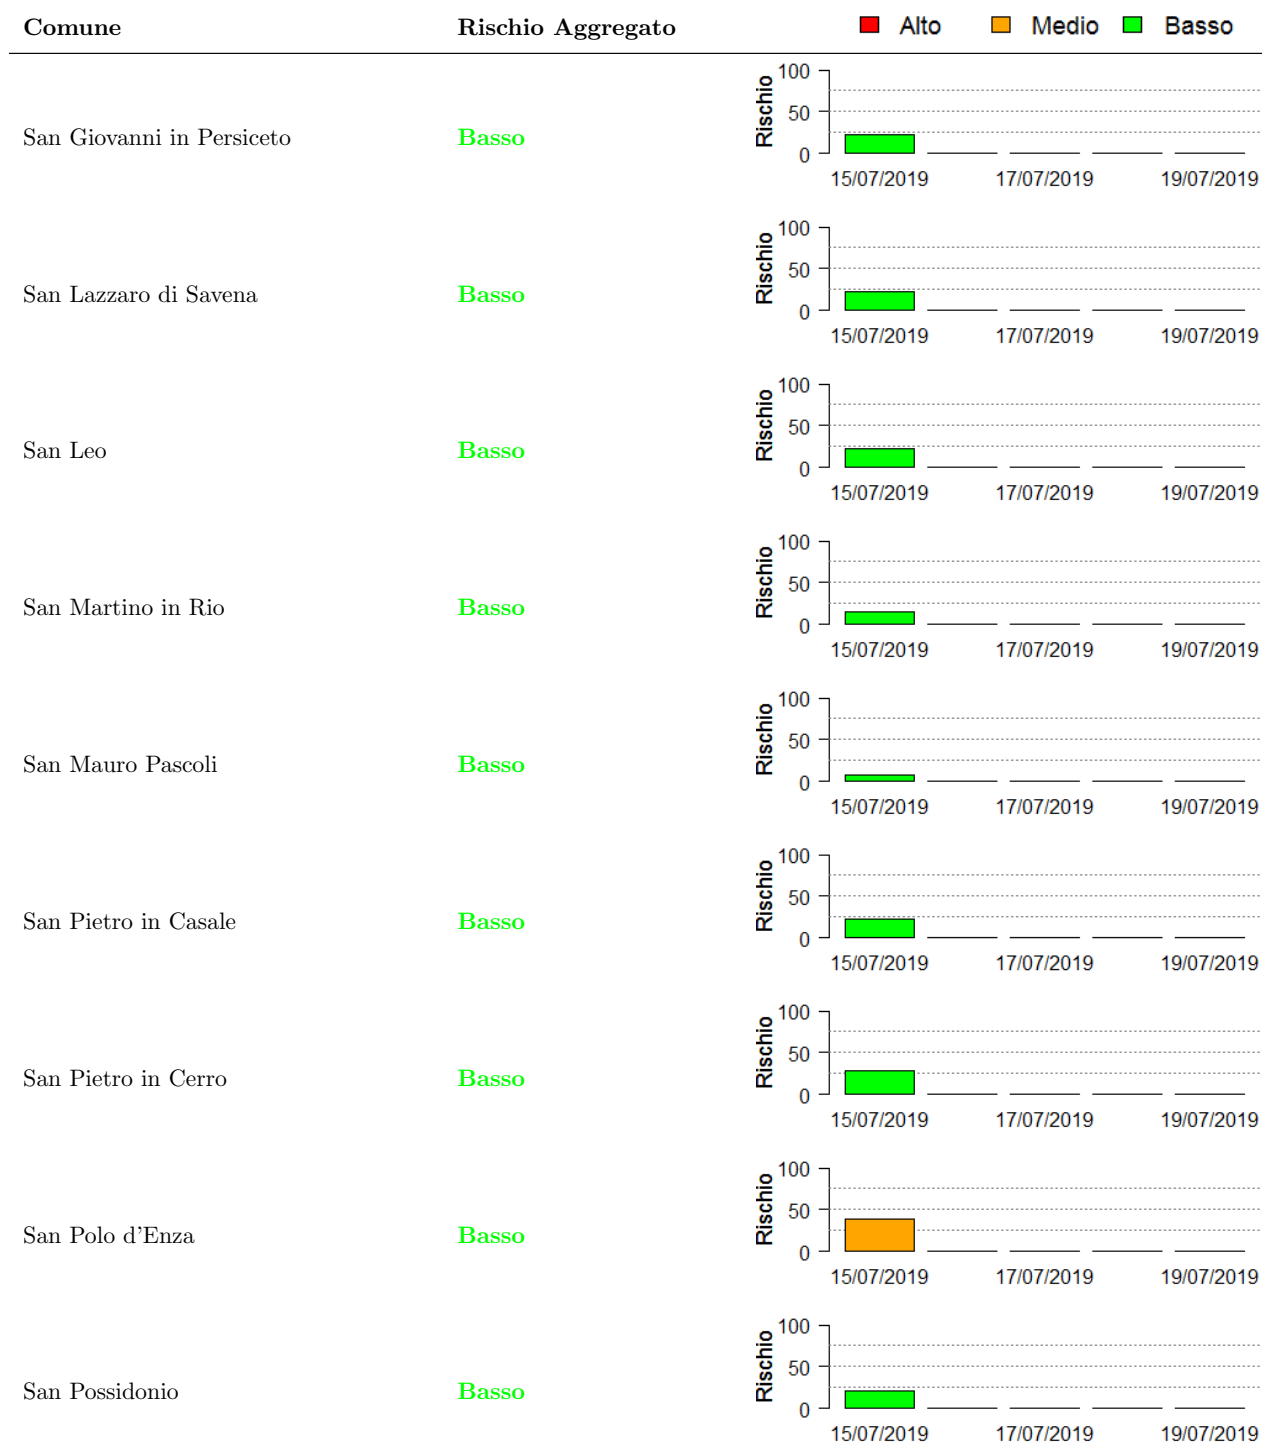 Comune Rischio Aggregato Alto Medio Basso
San Giovanni in Persiceto Basso Rischio 100 50 0
15/07/2019 17/07/2019 19/07/2019
San Lazzaro di Savena Basso Rischio 100 50 0
15/07/2019 17/07/2019 19/07/2019
San Leo Basso Rischio 100 50 0
15/07/2019 17/07/2019 19/07/2019
San Martino in Rio Basso Rischio 100 50 0
15/07/2019 17/07/2019 19/07/2019
San Mauro Pascoli Basso Rischio 100 50 0
15/07/2019 17/07/2019 19/07/2019
San Pietro in Casale Basso Rischio 100 50 0
15/07/2019 17/07/2019 19/07/2019
San Pietro in Cerro Basso Rischio 100 50 0
15/07/2019 17/07/2019 19/07/2019
San Polo d'Enza Basso Rischio 100 50 0
15/07/2019 17/07/2019 19/07/2019
San Possidonio Basso Rischio 100 50 0
15/07/2019 17/07/2019 19/07/2019